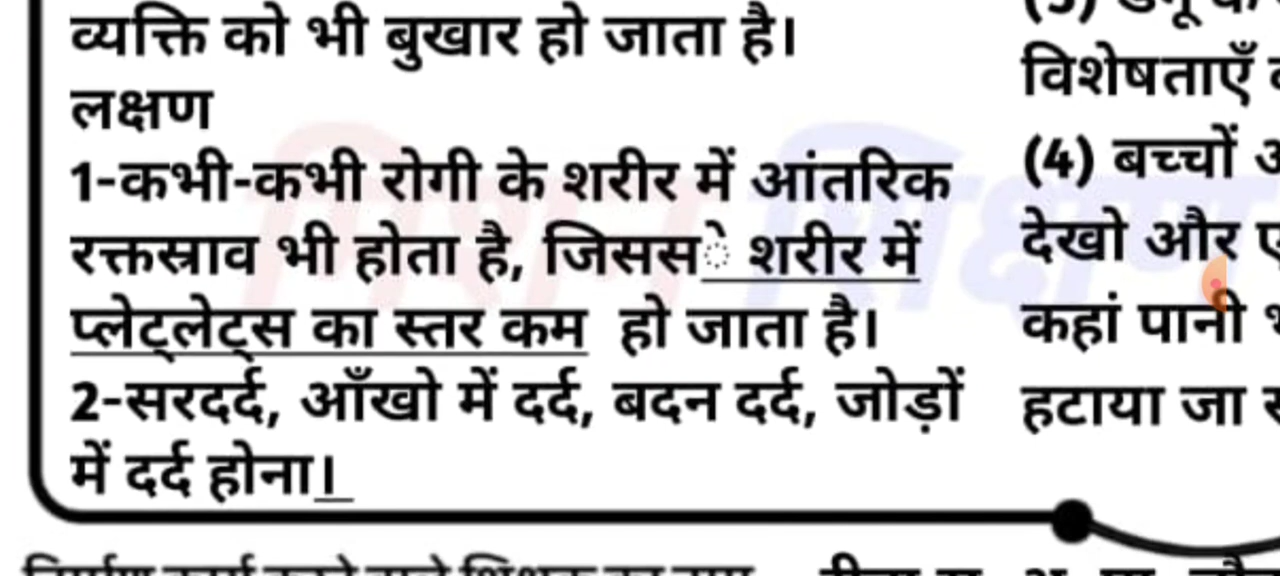 व्यक्ति को भी बुखार हो जाता है।
लक्षण
1-कभी-कभी रोगी के शरीर में आंतरिक
रक्तस्राव भी होता है, जिससे शरीर में
प्लेट्लेट्स का स्तर कम हो जाता है।
2-सरदर्द, आँखो में दर्द, बदन दर्द, जोड़ों
में दर्द होना।
विशेषताएँ
(4) बच्चों
देखो और
कहां पानी
हटाया जा